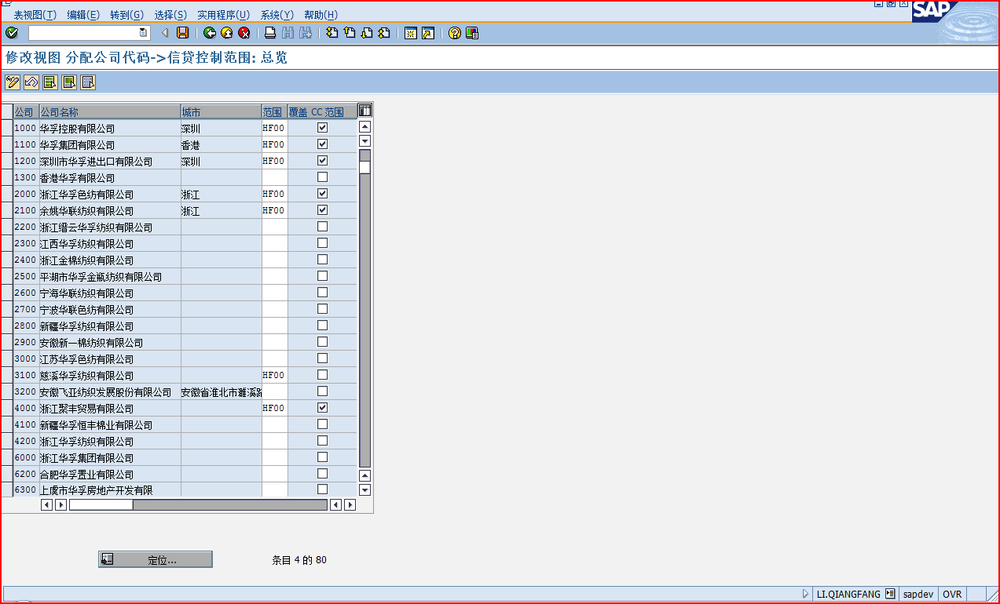 表视图(T) 编辑(E) 转到(G) 选择(S) 实用程序(U) 系统(Y) 帮助(H)
SAP
修改视图 分配公司代码->信贷控制范围: 总览
公司 公司名称 城市 范围 覆盖 CC 范围
1000 华孚控股有限公司 深圳 HF00
1100 华孚集团有限公司 香港 HF00
1200 深圳市华孚进出口有限公司 深圳 HF00
1300 香港华孚有限公司
2000 浙江华孚色纺有限公司 浙江 HF00
2100 余姚华联纺织有限公司 浙江 HF00
2200 浙江缙云华孚纺织有限公司
2300 江西华孚纺织有限公司
2400 浙江金棉纺织有限公司
2500 平湖市华孚金瓶纺织有限公司
2600 宁海华联纺织有限公司
2700 宁波华联色纺有限公司
2800 新疆华孚纺织有限公司
2900 安徽新一棉纺织有限公司
3000 江苏华孚色纺有限公司
3100 慈溪华孚纺织有限公司 HF00
3200 安徽飞亚纺织发展股份有限公司 安徽省淮北市濉溪路
4000 浙江聚丰贸易有限公司 HF00
4100 新疆华孚恒丰棉业有限公司
4200 浙江华孚纺织有限公司
6000 浙江华孚集团有限公司
6200 合肥华孚置业有限公司
6300 上虞市华孚房地产开发有限
定位... 条目 4 的 80
LI.QIANGFANG sapdev OVR